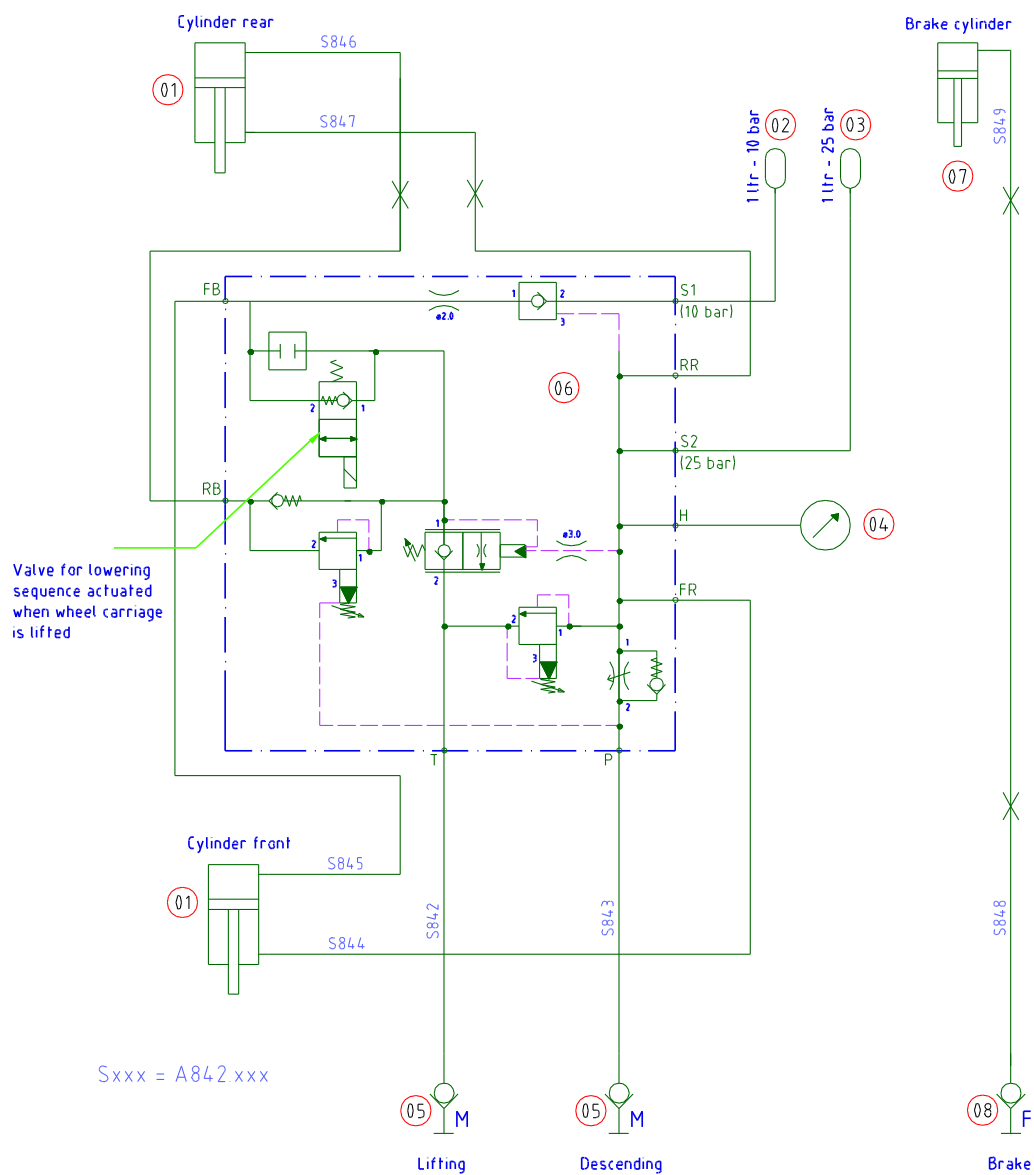 Cylinder rear
Brake cylinder
S846
01
S847
1 ltr - 10 bar
02
1 ltr - 25 bar
03
S849
07
FB
1
2
3
ø2.0
S1
(10 bar)
RR
06
2
1
S2
(25 bar)
RB
H
04
1
2
ø3.0
2
1
3
Valve for lowering
sequence actuated
when wheel carriage
is lifted
FR
2
1
3
1
2
T
P
Cylinder front
S845
01
S844
S842
S843
S848
Sxxx = A842.xxx
05
M
05
M
08
F
Lifting
Descending
Brake